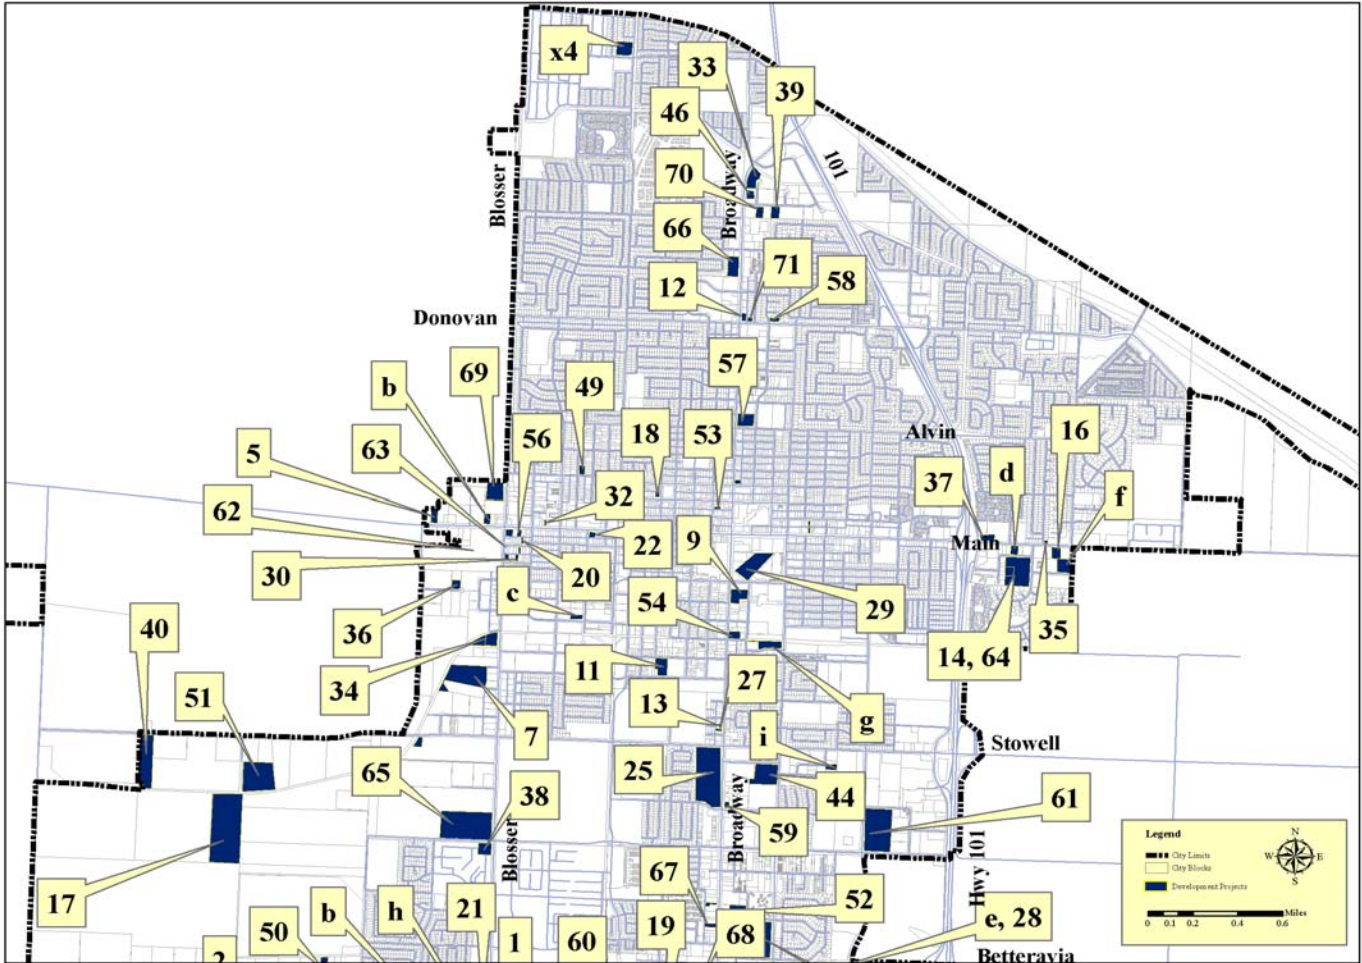 x4
33
39
46
101
70
Broadway
Blosser
66
71
58
12
Donovan
57
69
b
49
56
18
53
Alvin
16
63
5
37
d
f
62
32
22
9
Main
30
20
c
29
36
54
35
40
14, 64
11
27
34
13
51
7
g
i
Stowell
25
44
65
38
61
59
Broadway
Blosser
Legend
N
W
E
S
City Limits
City Blocks
Development Projects
Miles
0 0.1 0.2 0.4 0.6
Hwy 101
67
52
17
b
h
21
19
e, 28
50
1
60
68
2
Betteravia